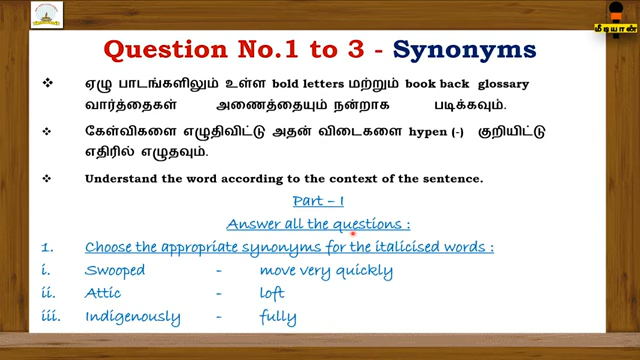 மீடியான்
Question No.1 to 3 - Synonyms
❖ ஏழு பாடங்களிலும் உள்ள bold letters மற்றும் book back glossary
வார்த்தைகள் அணைத்தையும் நன்றாக படிக்கவும்.
❖ கேள்விகளை எழுதிவிட்டு அதன் விடைகளை hypen (-) குறியிட்டு
எதிரில் எழுதவும்.
❖ Understand the word according to the context of the sentence.
Part – I
Answer all the questions :
1. Choose the appropriate synonyms for the italicised words :
i. Swooped - move very quickly
ii. Attic - loft
iii. Indigenously - fully